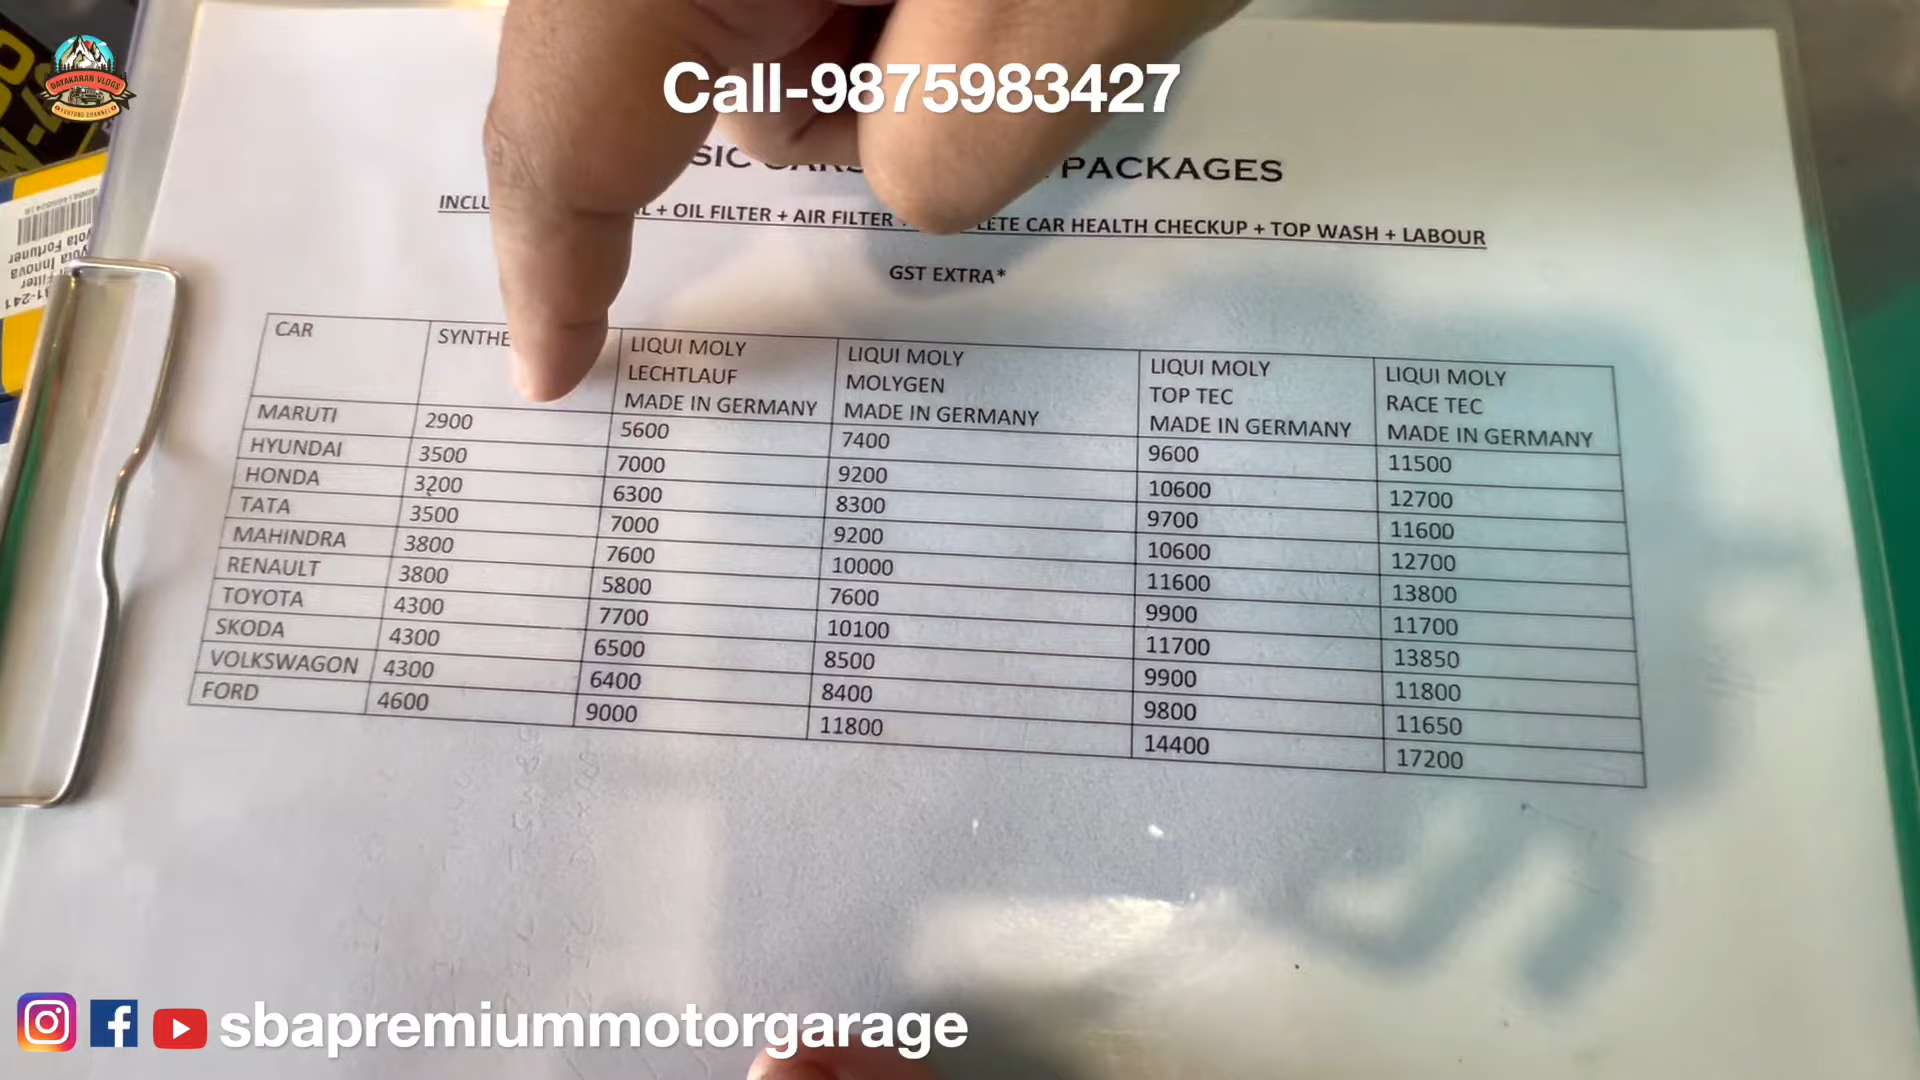 DAYAKARAN VLOGS
YOUTUBE CHANNEL
Call-9875983427
PACKAGES
+ OIL FILTER + AIR FILTER CAR HEALTH CHECKUP + TOP WASH + LABOUR
GST EXTRA*
CAR LIQUI MOLY LECHTLAUF MADE IN GERMANY LIQUI MOLY MOLYGEN MADE IN GERMANY LIQUI MOLY TOP TEC MADE IN GERMANY LIQUI MOLY RACE TEC MADE IN GERMANY
MARUTI 2900 5600 7400 9600 11500
HYUNDAI 3500 7000 9200 10600 12700
HONDA 3200 6300 8300 9700 11600
TATA 3500 7000 9200 10600 12700
MAHINDRA 3800 7600 10000 11600 13800
RENAULT 3800 5800 7600 9900 11700
TOYOTA 4300 7700 10100 11700 13850
SKODA 4300 6500 8500 9900 11800
VOLKSWAGON 4300 6400 8400 9800 11650
FORD 4600 9000 11800 14400 17200
sbapremiummotorgarage